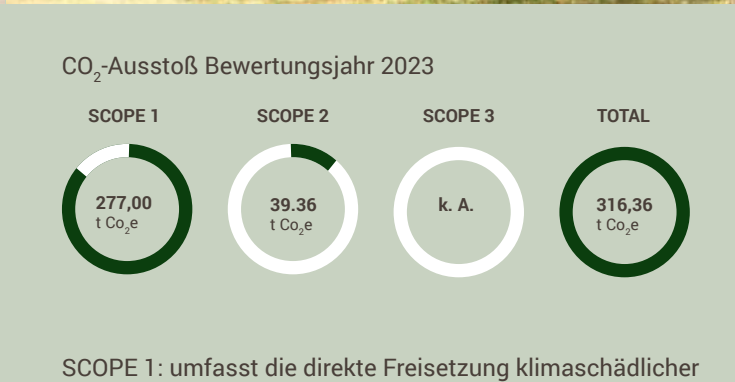 CO₂-Ausstoß Bewertungsjahr 2023
SCOPE 1 SCOPE 2 SCOPE 3 TOTAL
277,00 39.36 k. A. 316,36
t Co₂e t Co₂e t Co₂e
SCOPE 1: umfasst die direkte Freisetzung klimaschädlicher